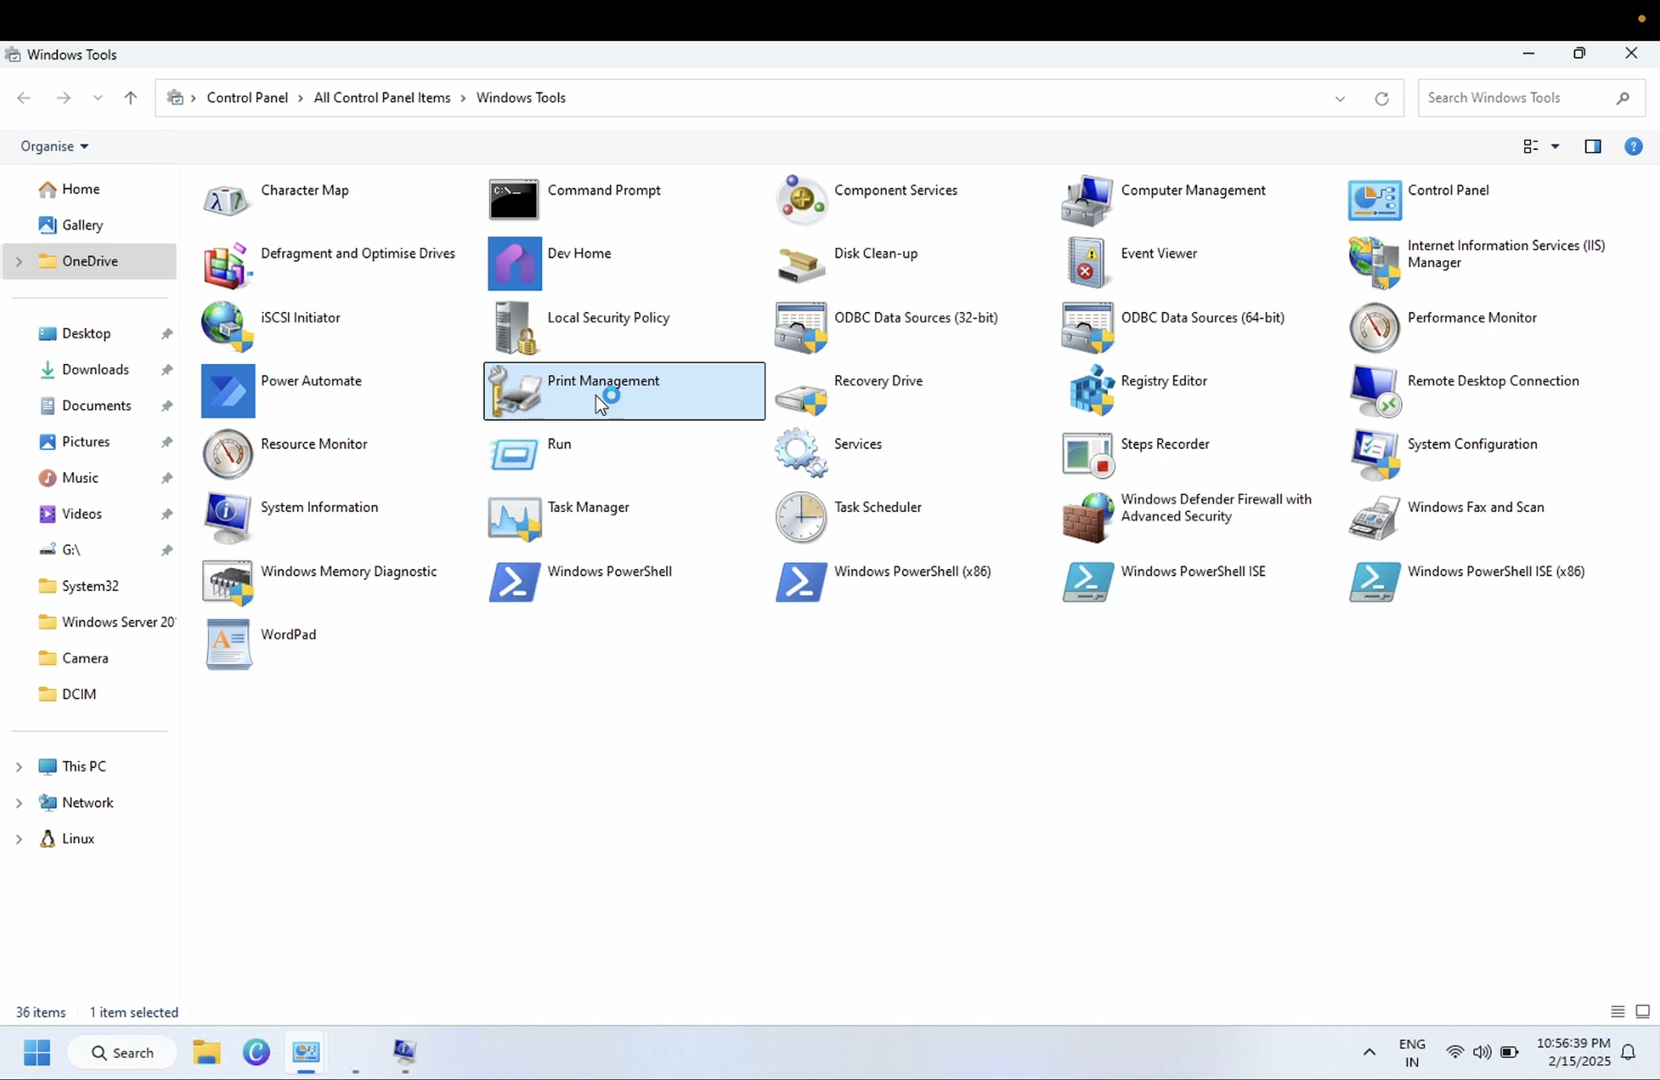 Windows Tools
Control Panel > All Control Panel Items > Windows Tools
Search Windows Tools
Organise
Home
Gallery
OneDrive
Desktop
Downloads
Documents
Pictures
Music
Videos
G:\
System32
Windows Server 20
Camera
DCIM
This PC
Network
Linux
Character Map
Command Prompt
Component Services
Computer Management
Control Panel
Defragment and Optimise Drives
Dev Home
Disk Clean-up
Event Viewer
Internet Information Services (IIS)
Manager
iSCSI Initiator
Local Security Policy
ODBC Data Sources (32-bit)
ODBC Data Sources (64-bit)
Performance Monitor
Power Automate
Print Management
Recovery Drive
Registry Editor
Remote Desktop Connection
Resource Monitor
Run
Services
Steps Recorder
System Configuration
System Information
Task Manager
Task Scheduler
Windows Defender Firewall with
Advanced Security
Windows Fax and Scan
Windows Memory Diagnostic
Windows PowerShell
Windows PowerShell (x86)
Windows PowerShell ISE
Windows PowerShell ISE (x86)
WordPad
36 items 1 item selected
Search
ENG
IN
10:56:39 PM
2/15/2025